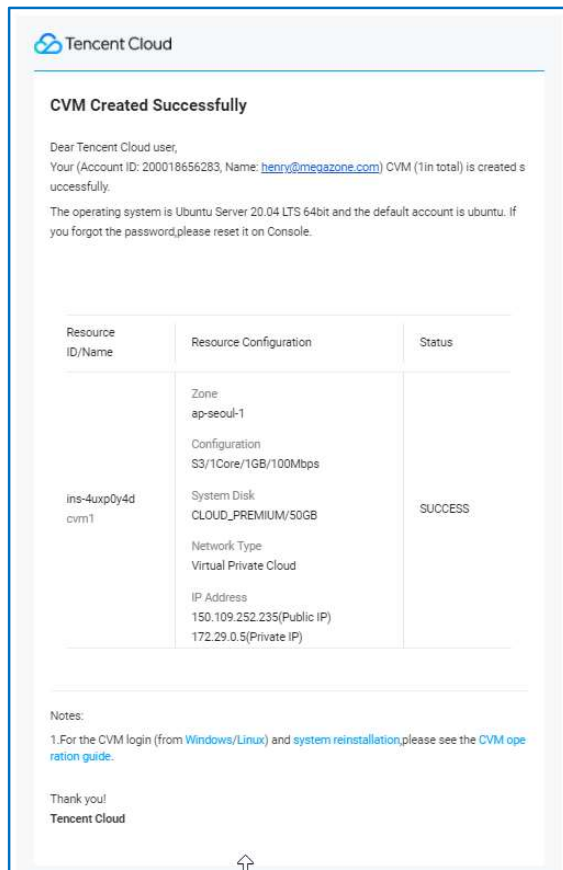 Tencent Cloud
CVM Created Successfully
Dear Tencent Cloud user,
Your (Account ID: 200018656283, Name: henry@megazone.com) CVM (1in total) is created s
uccessfully.
The operating system is Ubuntu Server 20.04 LTS 64bit and the default account is ubuntu. If
you forgot the password,please reset it on Console.
Resource
ID/Name
Resource Configuration
Status
Zone
ap-seoul-1
Configuration
S3/1Core/1GB/100Mbps
ins-4uxp0y4d
cvm1
System Disk
CLOUD_PREMIUM/50GB
SUCCESS
Network Type
Virtual Private Cloud
IP Address
150.109.252.235(Public IP)
172.29.0.5(Private IP)
Notes:
1.For the CVM login (from Windows/Linux) and system reinstallation,please see the CVM ope
ration guide.
Thank you!
Tencent Cloud